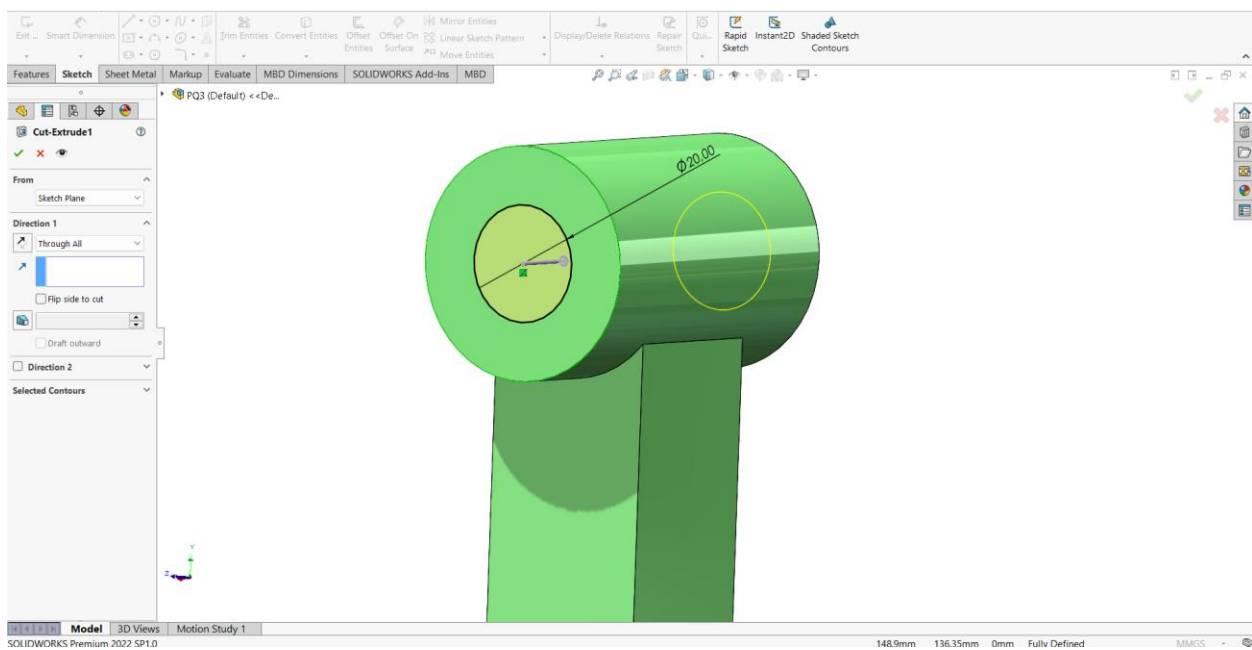 Exit ... Smart Dimension Trim Entities Convert Entities Offset Entities Offset On Surface Mirror Entities Linear Sketch Pattern Move Entities Display/Delete Relations Repair Sketch Qui... Rapid Sketch Instant2D Shaded Sketch Contours
Features Sketch Sheet Metal Markup Evaluate MBD Dimensions SOLIDWORKS Add-Ins MBD
PQ3 (Default) <<De...
Cut-Extrude1
From
Sketch Plane
Direction 1
Through All
Flip side to cut
Draft outward
Direction 2
Selected Contours
Φ20.00
Y
Z
Model 3D Views Motion Study 1
SOLIDWORKS Premium 2022 SP1.0 148.9mm 136.35mm 0mm Fully Defined MMGS -